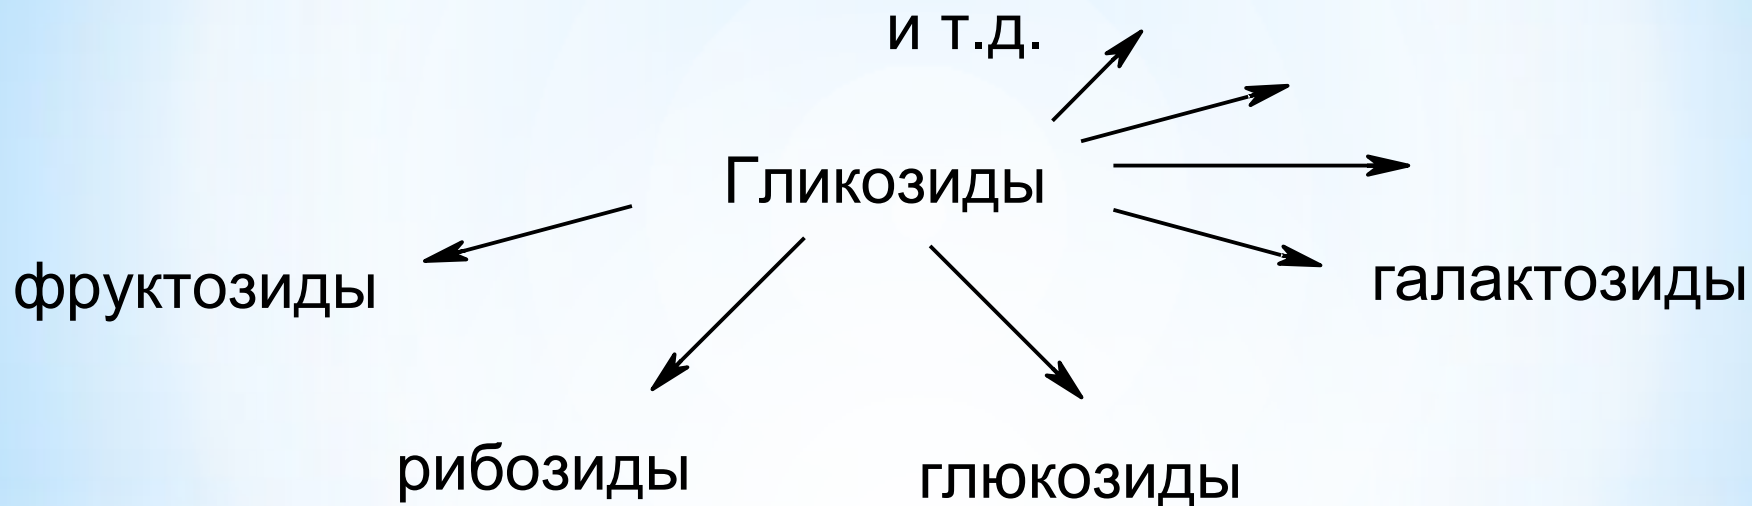 и т.д.
Гликозиды
фруктозиды
галактозиды
рибозиды
глюкозиды